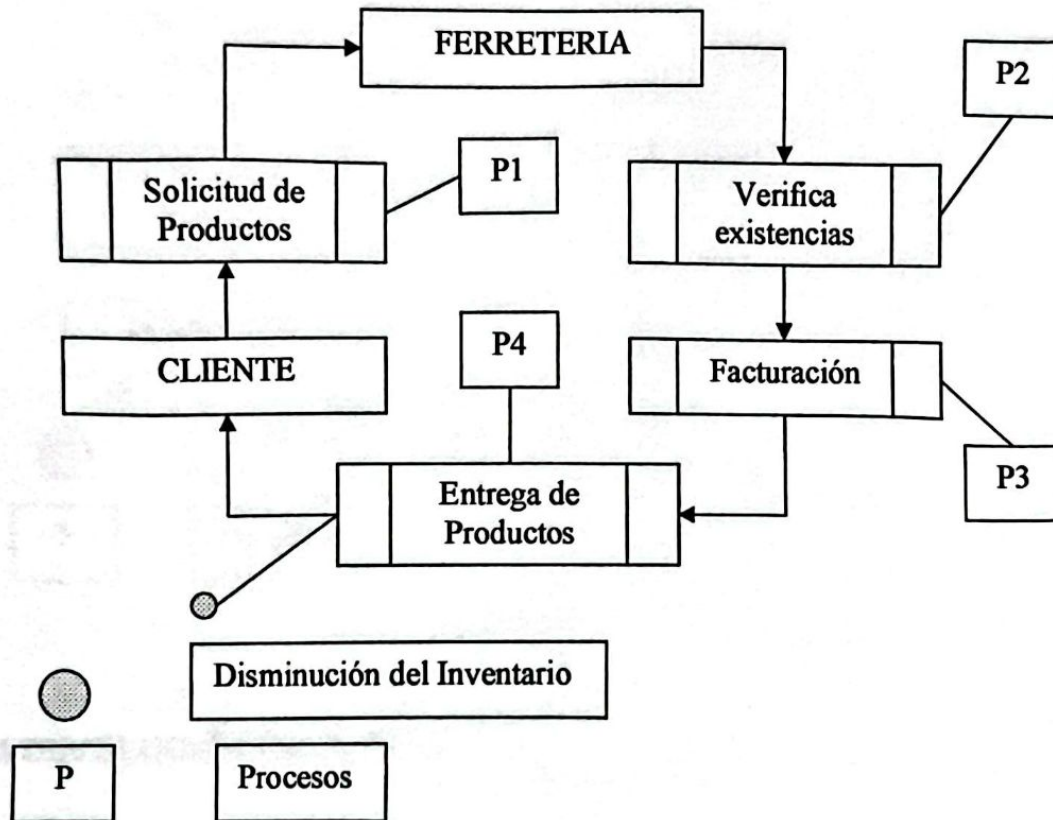 FERRETERIA
P2
P1
Solicitud de
Productos
Verifica
existencias
P4
CLIENTE
Facturación
P3
Entrega de
Productos
Disminución del Inventario
P
Procesos